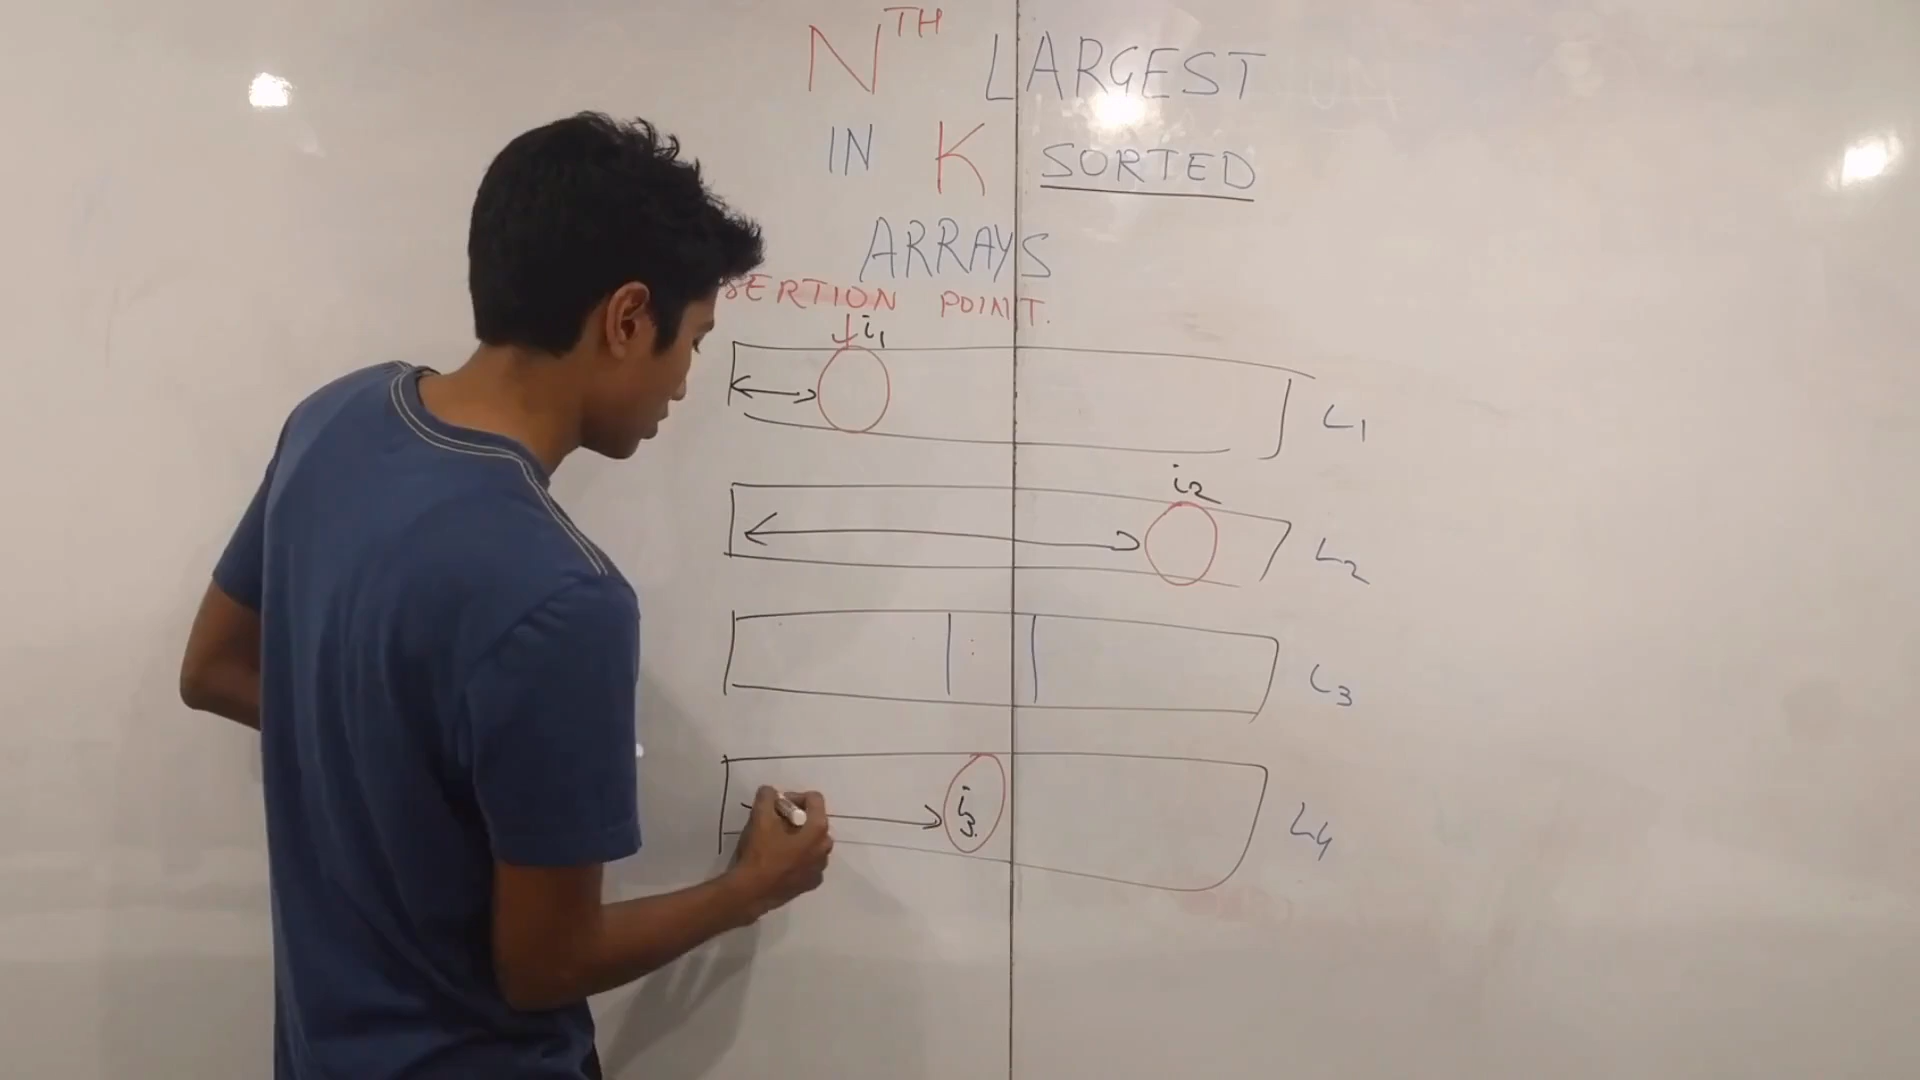 NTH LARGEST
IN K SORTED
ARRAYS
SERTION POINT.
i1
L1
i2
L2
L3
i3
L4